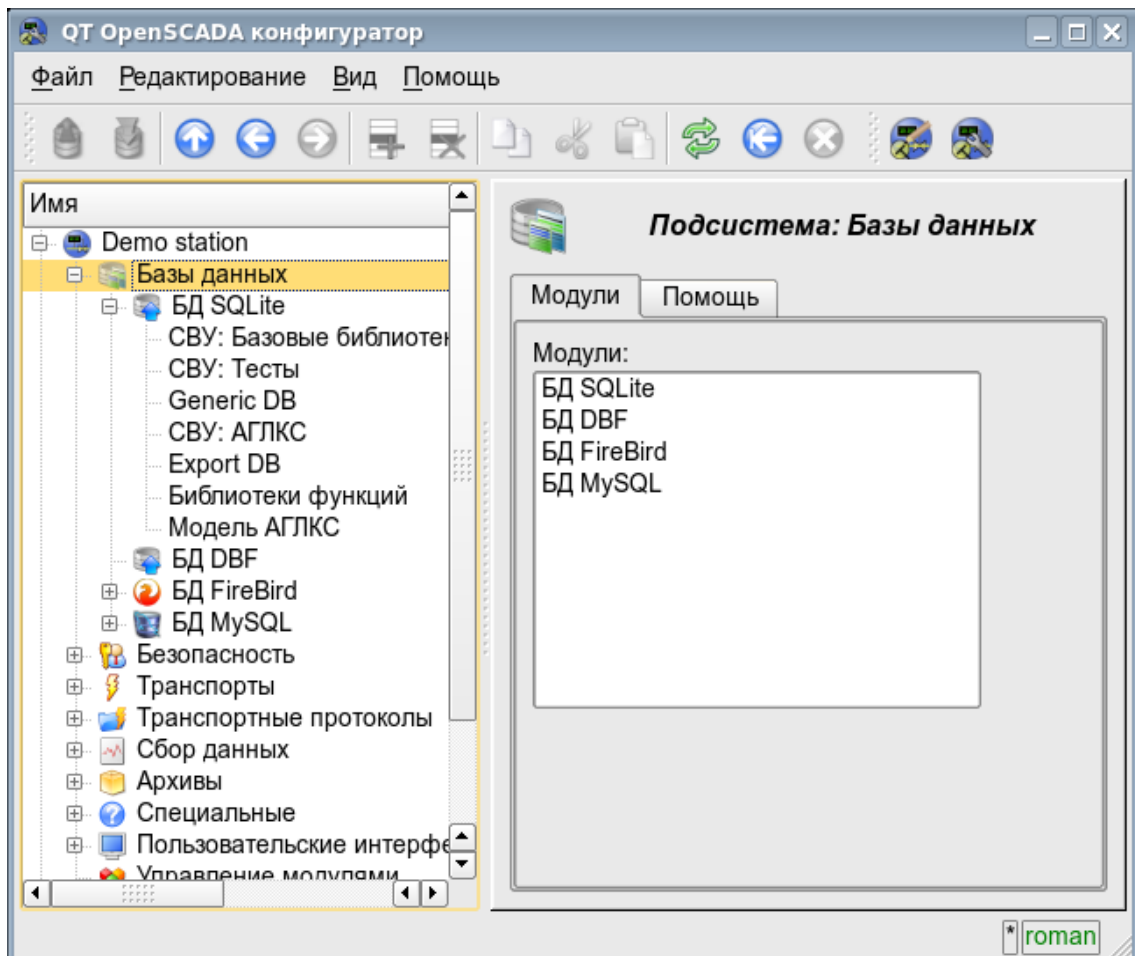 QT OpenSCADA конфигуратор
Файл Редактирование Вид Помощь
Имя
Demo station
Базы данных
БД SQLite
СВУ: Базовые библиотек
СВУ: Тесты
Generic DB
СВУ: АГЛКС
Export DB
Библиотеки функций
Модель АГЛКС
БД DBF
БД FireBird
БД MySQL
Безопасность
Транспорты
Транспортные протоколы
Сбор данных
Архивы
Специальные
Пользовательские интерфе
Управление модулями
Подсистема: Базы данных
Модули Помощь
Модули:
БД SQLite
БД DBF
БД FireBird
БД MySQL
* roman